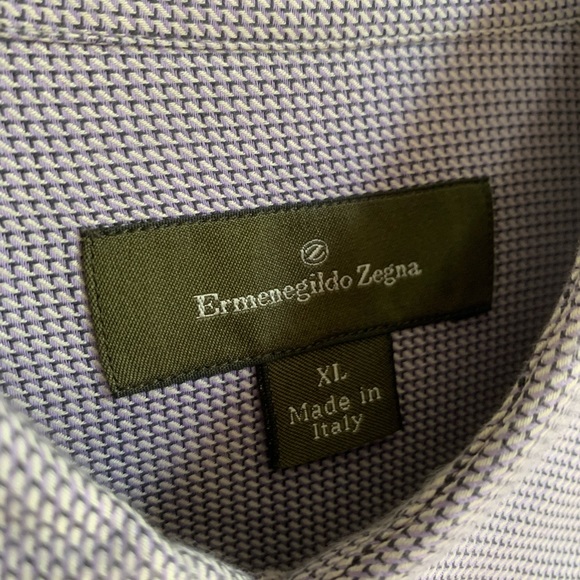 Ermenegildo Zegna
XL
Made in
Italy